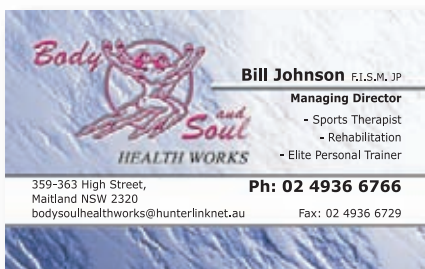 Body
and
Soul
HEALTH WORKS
Bill Johnson F.I.S.M. JP
Managing Director
- Sports Therapist
- Rehabilitation
- Elite Personal Trainer
359-363 High Street,
Maitland NSW 2320
bodysoulhealthworks@hunterlinknet.au
Ph: 02 4936 6766
Fax: 02 4936 6729